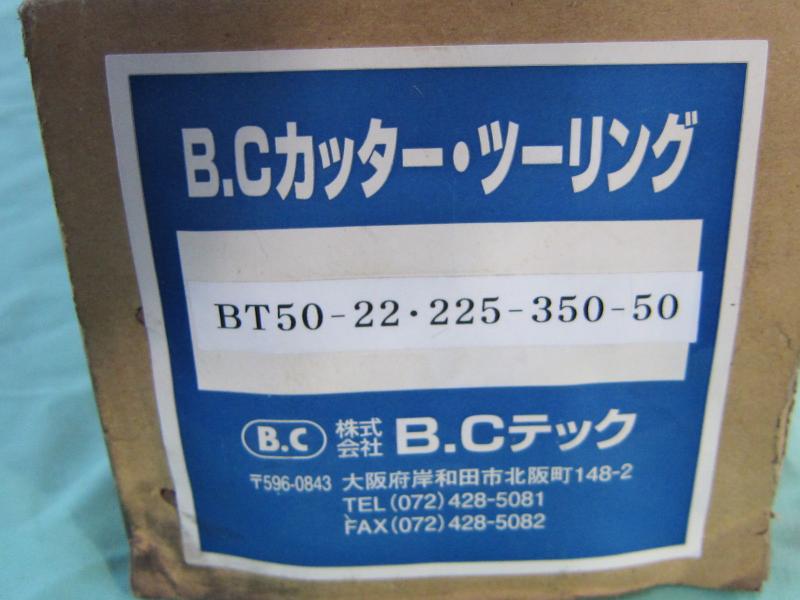 B.Cカッター・ツーリング
BT50-22・225-350-50
B.C 株式会社 B.Cテック
〒596-0843 大阪府岸和田市北阪町148-2
TEL(072)428-5081
FAX(072)428-5082